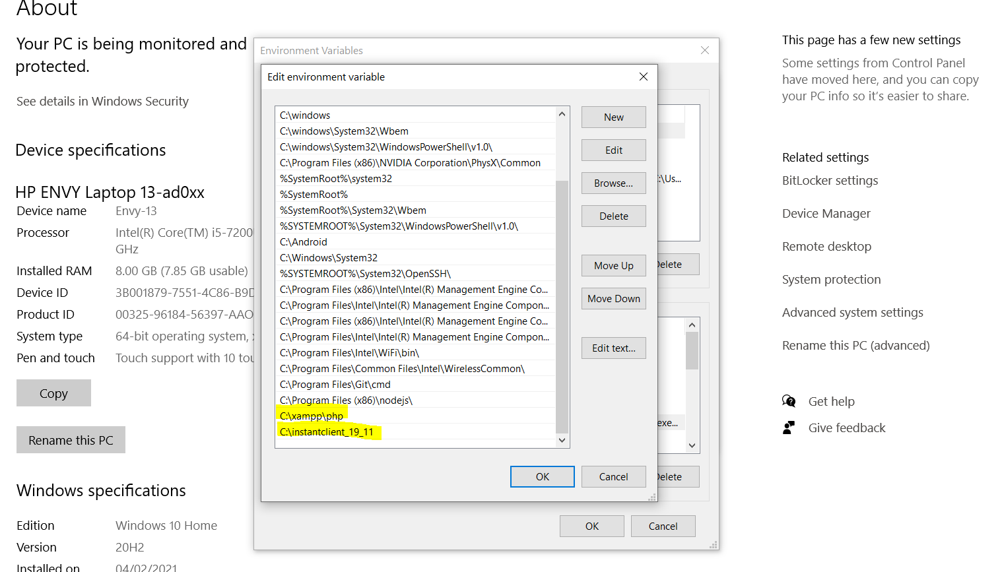 About
Your PC is being monitored and
protected.
See details in Windows Security
Device specifications
HP ENVY Laptop 13-ad0xx
Device name Envy-13
Processor Intel(R) Core(TM) i5-7200
GHz
Installed RAM 8.00 GB (7.85 GB usable)
Device ID 3B001879-7551-4C86-B9D
Product ID 00325-96184-56397-AAO
System type 64-bit operating system, x
Pen and touch Touch support with 10 tou
Copy
Rename this PC
Windows specifications
Edition Windows 10 Home
Version 20H2
Installed on 04/02/2021
Environment Variables
Edit environment variable
C:\windows
C:\windows\System32\Wbem
C:\windows\System32\WindowsPowerShell\v1.0\
C:\Program Files (x86)\NVIDIA Corporation\PhysX\Common
%SystemRoot%\system32
%SystemRoot%
%SystemRoot%\System32\Wbem
%SYSTEMROOT%\System32\WindowsPowerShell\v1.0\
C:\Android
C:\Windows\System32
%SYSTEMROOT%\System32\OpenSSH\
C:\Program Files (x86)\Intel\Intel(R) Management Engine Co...
C:\Program Files\Intel\Intel(R) Management Engine Compon...
C:\Program Files (x86)\Intel\Intel(R) Management Engine Co...
C:\Program Files\Intel\Intel(R) Management Engine Compon...
C:\Program Files\Intel\WiFi\bin\
C:\Program Files\Common Files\Intel\WirelessCommon\
C:\Program Files\Git\cmd
C:\Program Files (x86)\nodejs\
C:\xampp\php
C:\instantclient_19_11
New
Edit
Browse...
Delete
Move Up
Move Down
Edit text...
OK
Cancel
:\Us...
Delete
exe...
Delete
OK
Cancel
This page has a few new settings
Some settings from Control Panel
have moved here, and you can copy
your PC info so it's easier to share.
Related settings
BitLocker settings
Device Manager
Remote desktop
System protection
Advanced system settings
Rename this PC (advanced)
Get help
Give feedback